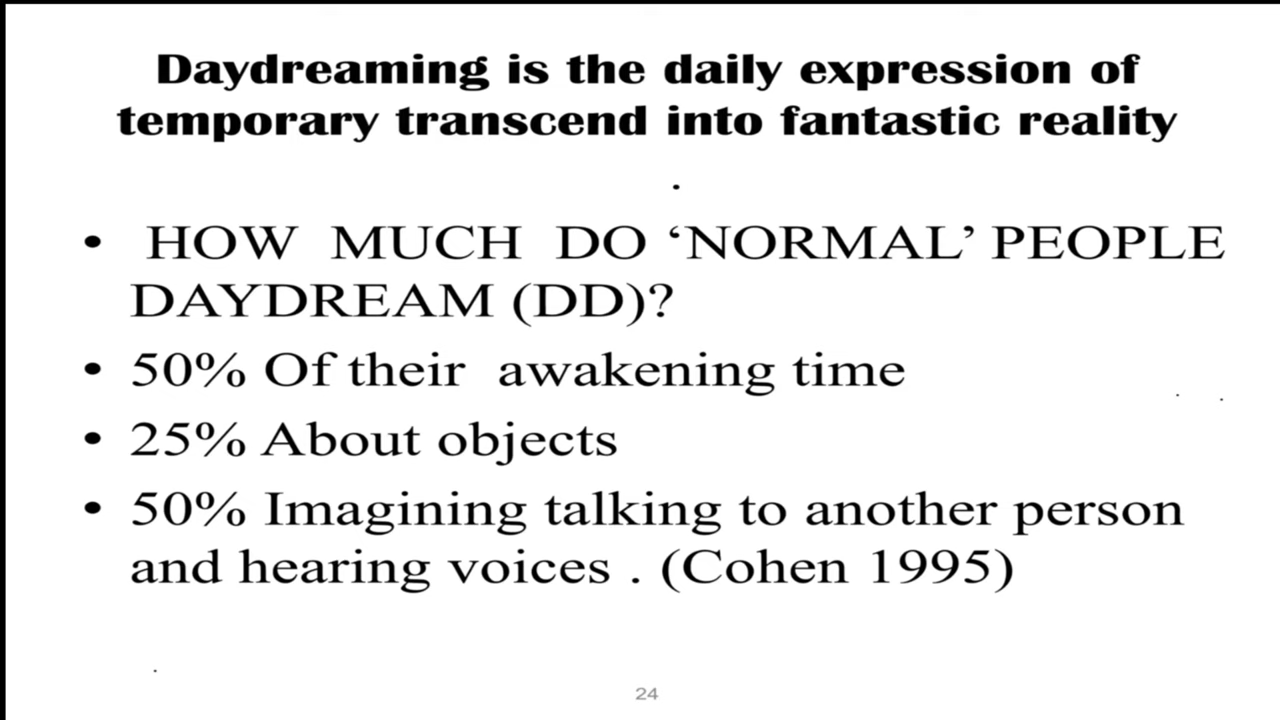 Daydreaming is the daily expression of
temporary transcend into fantastic reality
.
• HOW MUCH DO ‘NORMAL’ PEOPLE
DAYDREAM (DD)?
• 50% Of their awakening time
• 25% About objects
• 50% Imagining talking to another person
and hearing voices . (Cohen 1995)
24